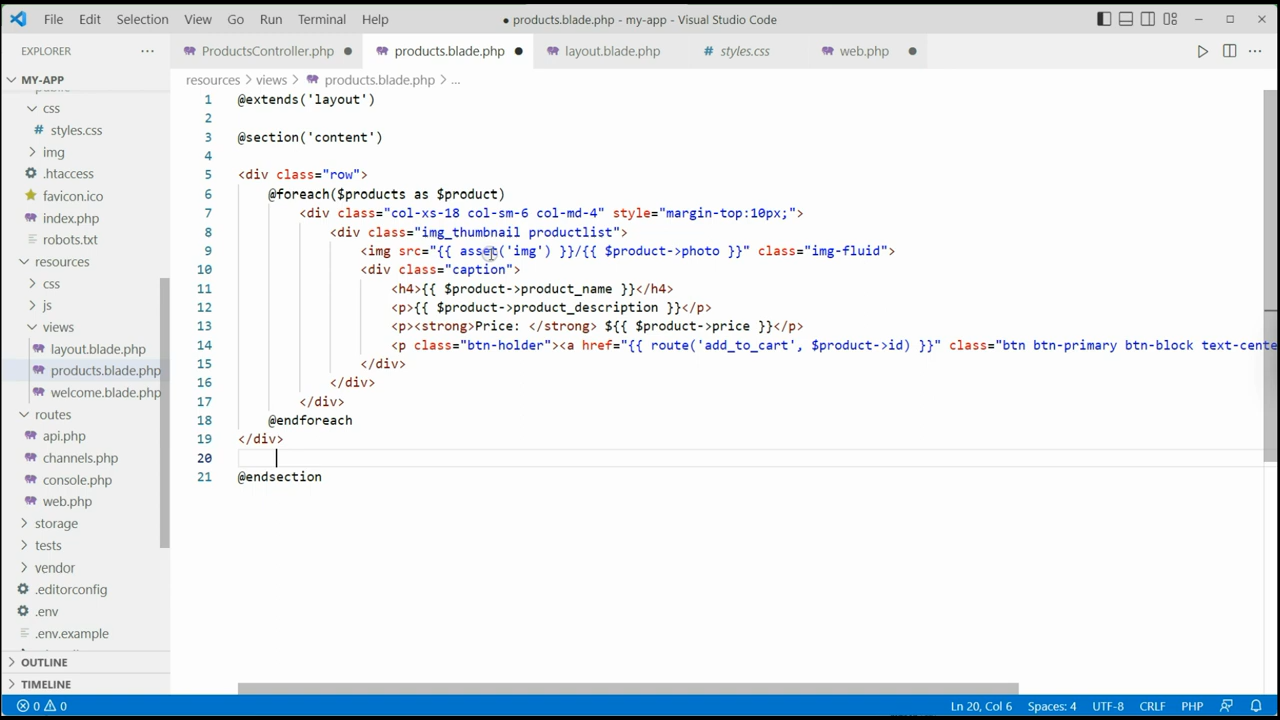 File Edit Selection View Go Run Terminal Help
● products.blade.php - my-app - Visual Studio Code
EXPLORER
ProductsController.php
products.blade.php
layout.blade.php
styles.css
web.php
MY-APP
resources > views > products.blade.php > ...
public
css
styles.css
img
.htaccess
favicon.ico
index.php
robots.txt
resources
css
js
views
layout.blade.php
products.blade.php
welcome.blade.php
routes
api.php
channels.php
console.php
web.php
storage
tests
vendor
.editorconfig
.env
.env.example
OUTLINE
TIMELINE
1 @extends('layout')
2
3 @section('content')
4
5 <div class="row">
6 @foreach($products as $product)
7 <div class="col-xs-18 col-sm-6 col-md-4" style="margin-top:10px;">
8 <div class="img_thumbnail productlist">
9 <img src="{{ asset('img') }}/{{ $product->photo }}" class="img-fluid">
10 <div class="caption">
11 <h4>{{ $product->product_name }}</h4>
12 <p>{{ $product->product_description }}</p>
13 <p><strong>Price: </strong> ${{ $product->price }}</p>
14 <p class="btn-holder"><a href="{{ route('add_to_cart', $product->id) }}" class="btn btn-primary btn-block text-cente
15 </div>
16 </div>
17 </div>
18 @endforeach
19 </div>
20
21 @endsection
0 0
Ln 20, Col 6 Spaces: 4 UTF-8 CRLF PHP